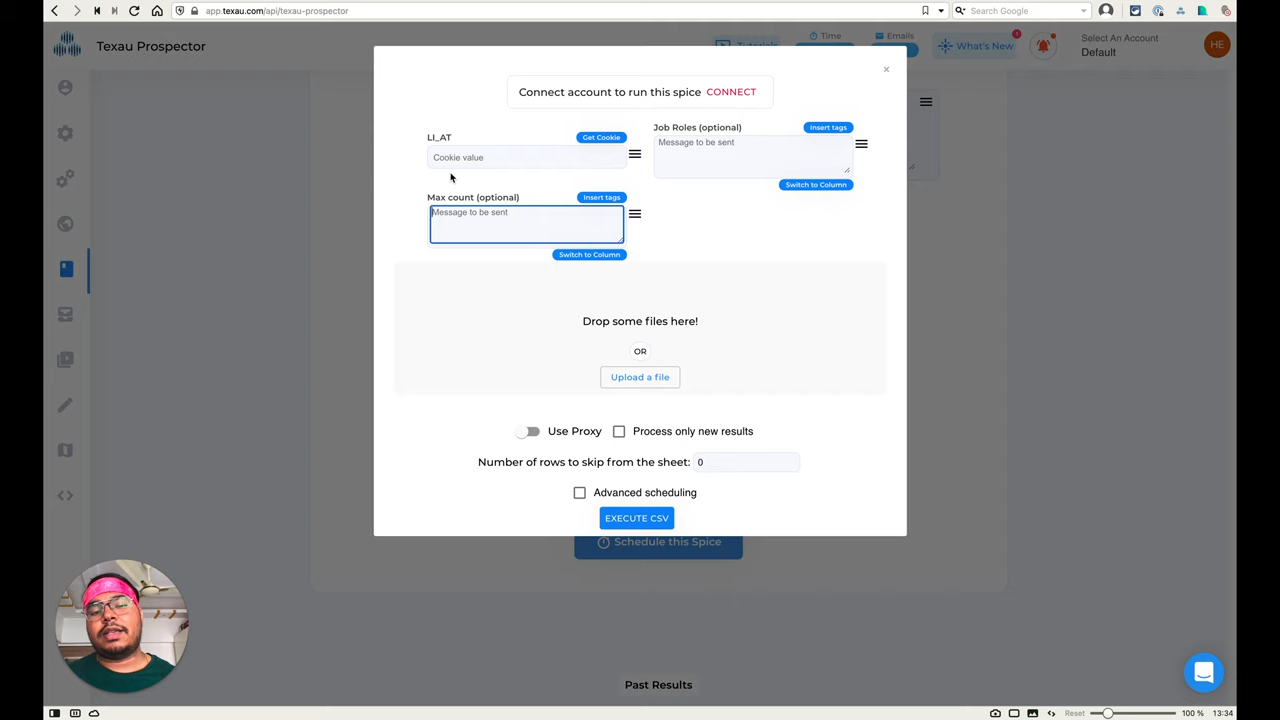 app.texau.com/api/texau-prospector
Search Google
Texau Prospector
Tutorials
Time
Emails
What's New
1
Select An Account
Default
HE
Connect account to run this spice CONNECT
LI_AT
Get Cookie
Cookie value
Job Roles (optional)
Insert tags
Message to be sent
Switch to Column
Max count (optional)
Insert tags
Message to be sent
Switch to Column
Drop some files here!
OR
Upload a file
Use Proxy
Process only new results
Number of rows to skip from the sheet: 0
Advanced scheduling
EXECUTE CSV
Schedule this Spice
Past Results
Reset
100 %
13:34